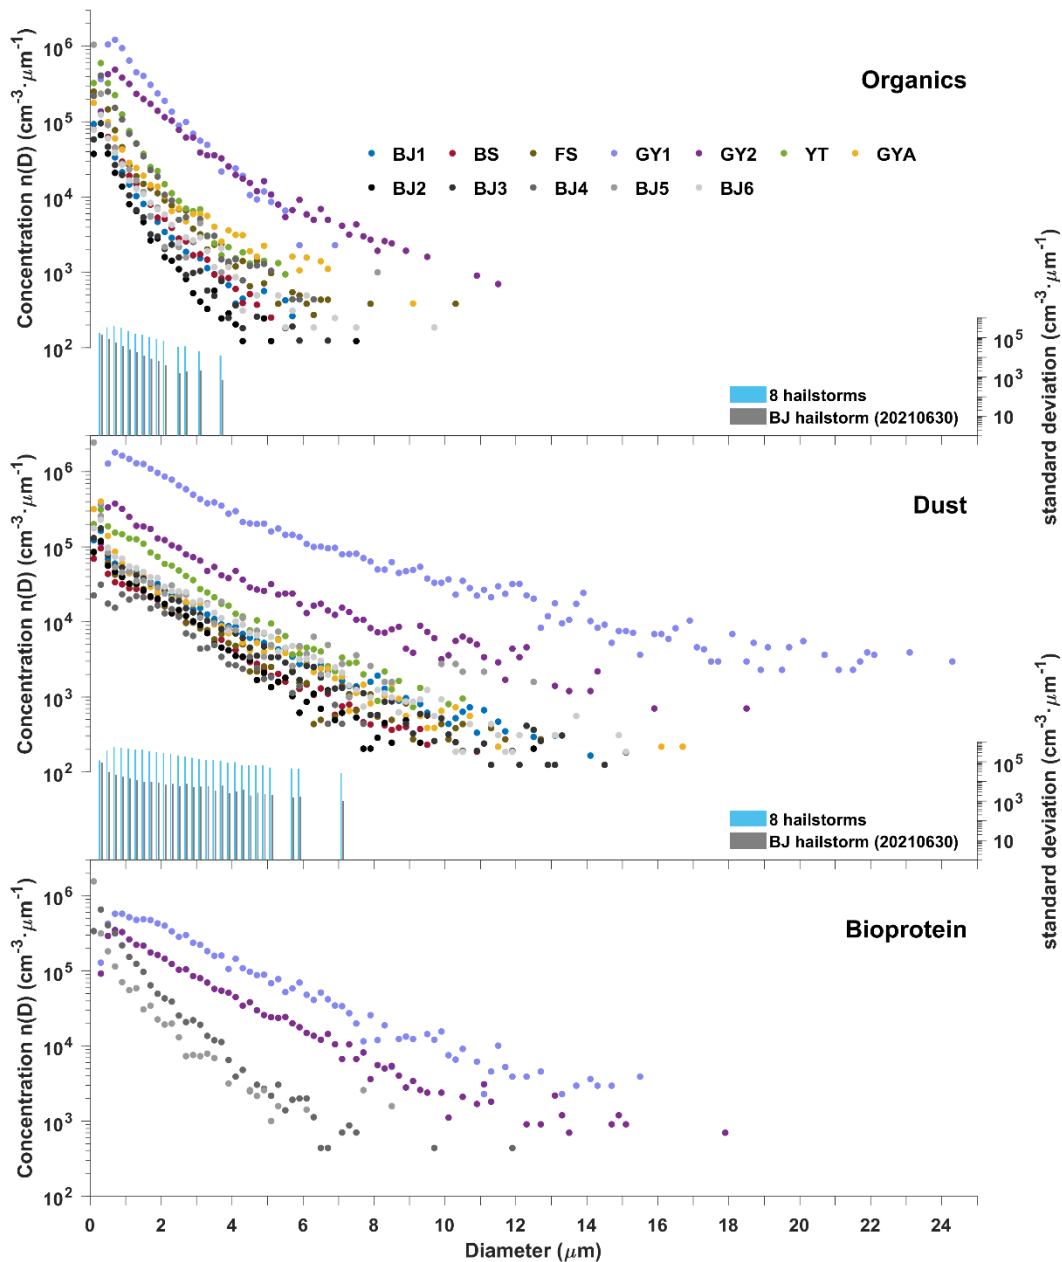 Organics
Concentration n(D) (cm⁻³·μm⁻¹)
10⁶
10⁵
10⁴
10³
10²
BJ1 BS FS GY1 GY2 YT GYA
BJ2 BJ3 BJ4 BJ5 BJ6
8 hailstorms
BJ hailstorm (20210630)
10⁵
10³
10
standard deviation (cm⁻³·μm⁻¹)
Dust
Concentration n(D) (cm⁻³·μm⁻¹)
10⁶
10⁵
10⁴
10³
10²
8 hailstorms
BJ hailstorm (20210630)
10⁵
10³
10
standard deviation (cm⁻³·μm⁻¹)
Bioprotein
Concentration n(D) (cm⁻³·μm⁻¹)
10⁶
10⁵
10⁴
10³
10²
0 2 4 6 8 10 12 14 16 18 20 22 24
Diameter (μm)